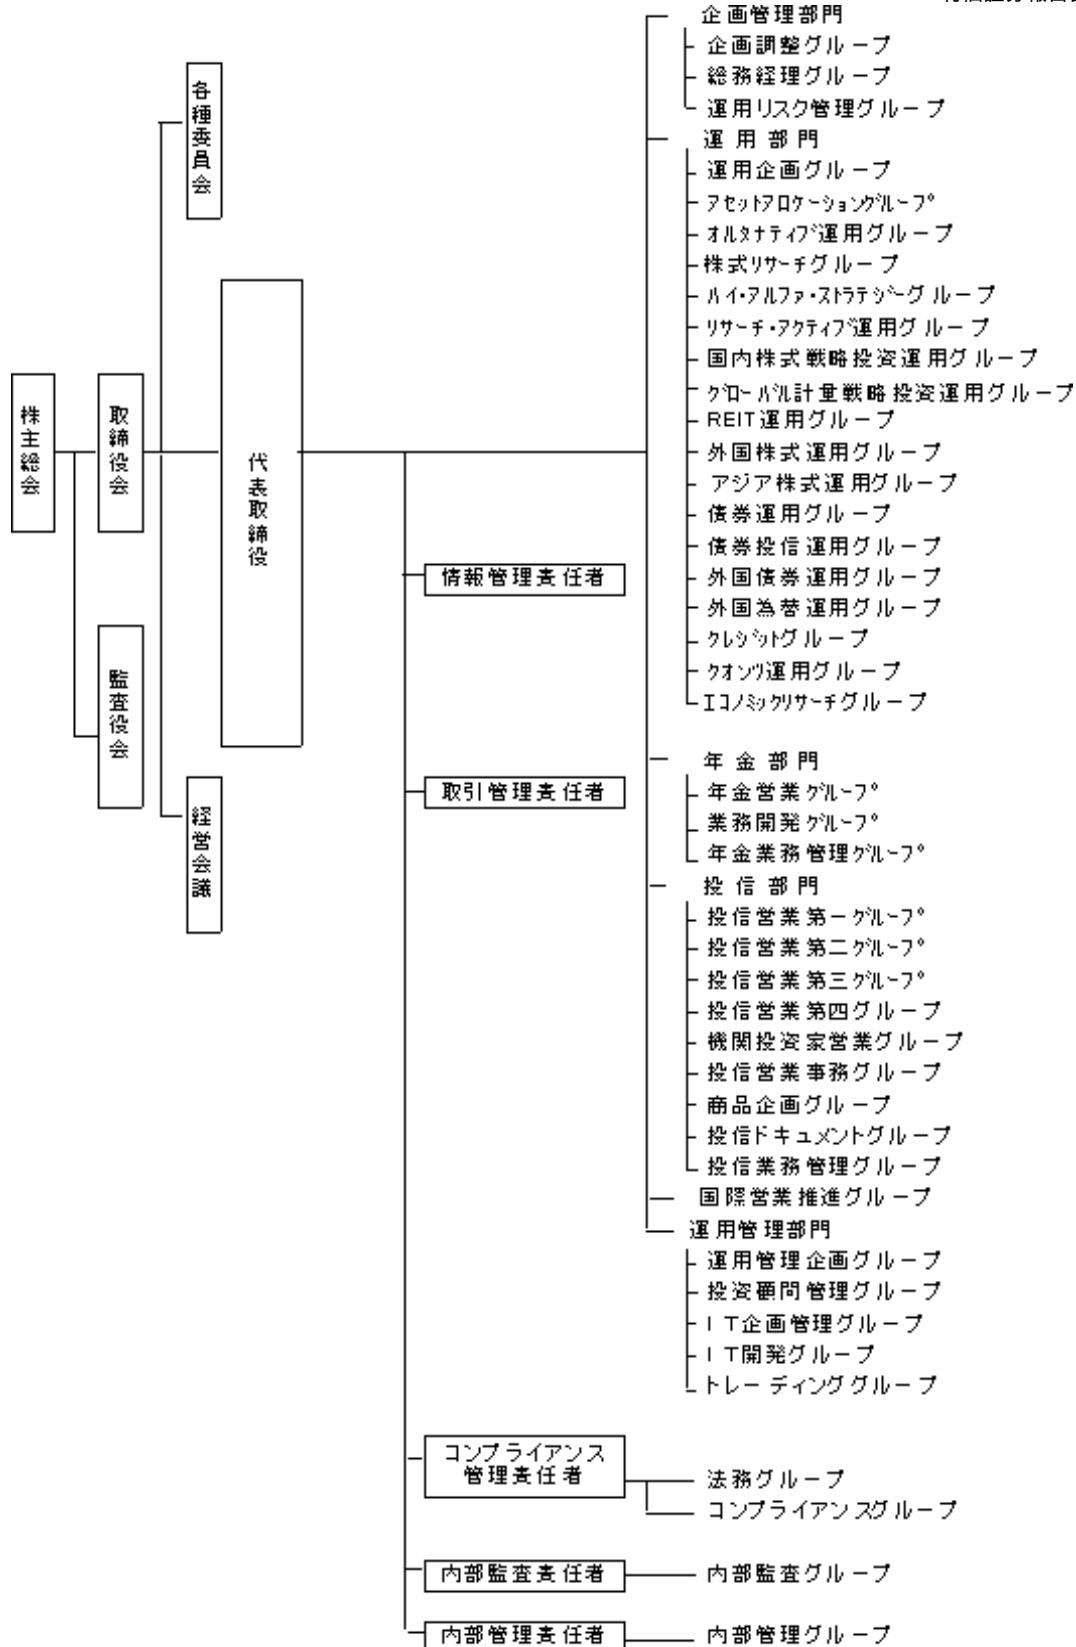 企画管理部門
企画調整グループ
総務経理グループ
運用リスク管理グループ
運用部門
運用企画グループ
アセットアロケーショングループ
オルタナティブ運用グループ
株式リサーチグループ
ハイ・アルファ・ストラテジーグループ
リサーチ・アクティブ運用グループ
国内株式戦略投資運用グループ
グローバル計量戦略投資運用グループ
REIT運用グループ
外国株式運用グループ
アジア株式運用グループ
債券運用グループ
債券投信運用グループ
外国債券運用グループ
外国為替運用グループ
クレジットグループ
クオンツ運用グループ
エコノミックリサーチグループ
年金部門
年金営業グループ
業務開発グループ
年金業務管理グループ
投信部門
投信営業第一グループ
投信営業第二グループ
投信営業第三グループ
投信営業第四グループ
機関投資家営業グループ
投信営業事務グループ
商品企画グループ
投信ドキュメントグループ
投信業務管理グループ
国際営業推進グループ
運用管理部門
運用管理企画グループ
投資顧問管理グループ
IT企画管理グループ
IT開発グループ
トレーディンググループ
各種委員会
株主総会
取締役会
代表取締役
監査役会
経営会議
情報管理責任者
取引管理責任者
コンプライアンス
管理責任者
法務グループ
コンプライアンスグループ
内部監査責任者
内部監査グループ
内部管理責任者
内部管理グループ